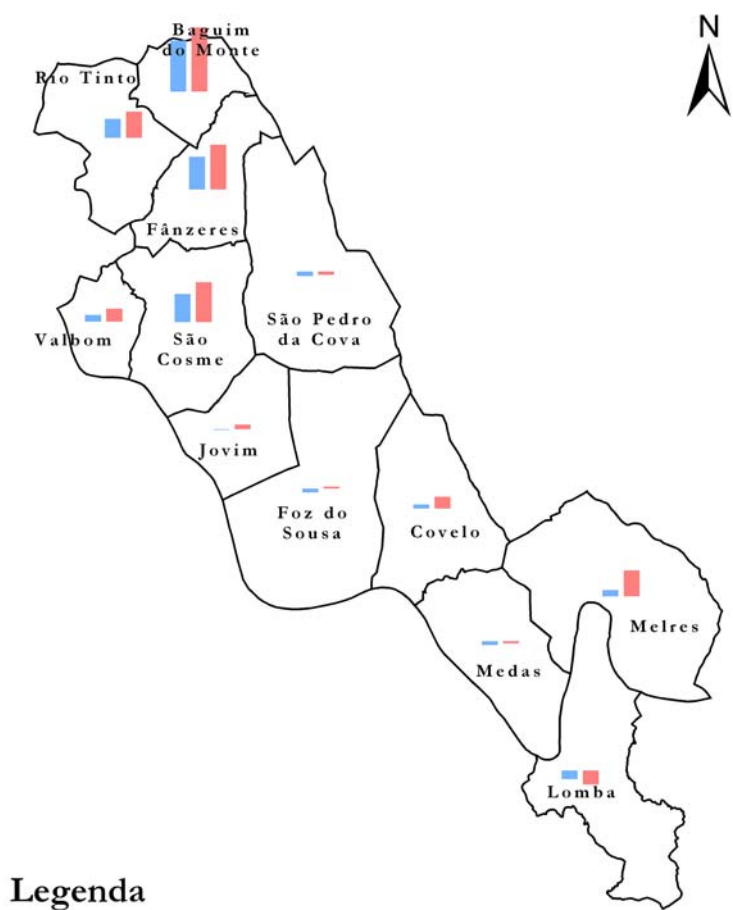 N
Baguim
do Monte
Rio Tinto
Fânzeres
São Pedro
da Cova
Valbom
São
Cosme
Jovim
Foz do
Sousa
Covelo
Melres
Medas
Lomba
Legenda